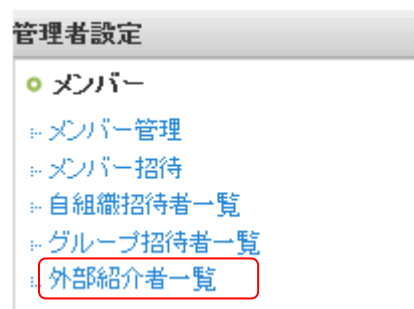 管理者設定
メンバー
メンバー管理
メンバー招待
自組織招待者一覧
グループ招待者一覧
外部紹介者一覧